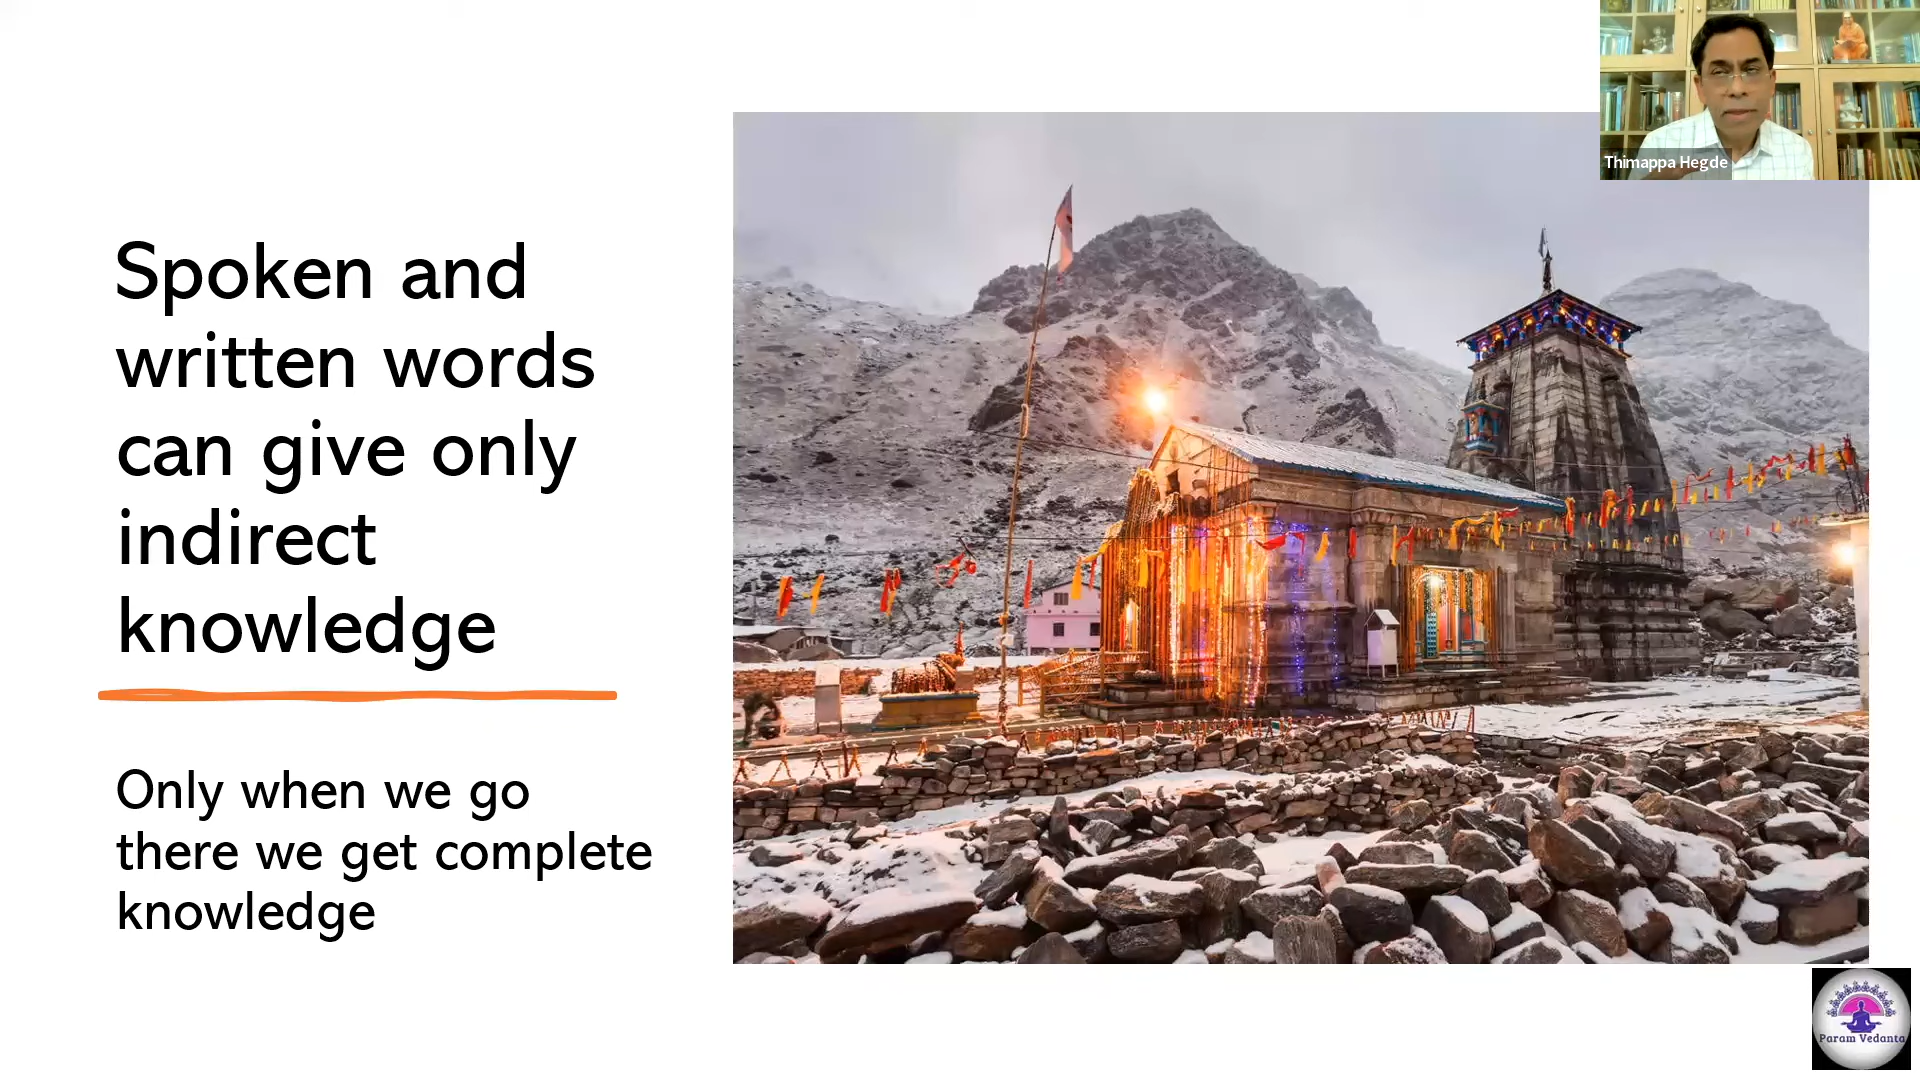 Thimappa Hegde
Spoken and
written words
can give only
indirect
knowledge
Only when we go
there we get complete
knowledge
Param Vedanta